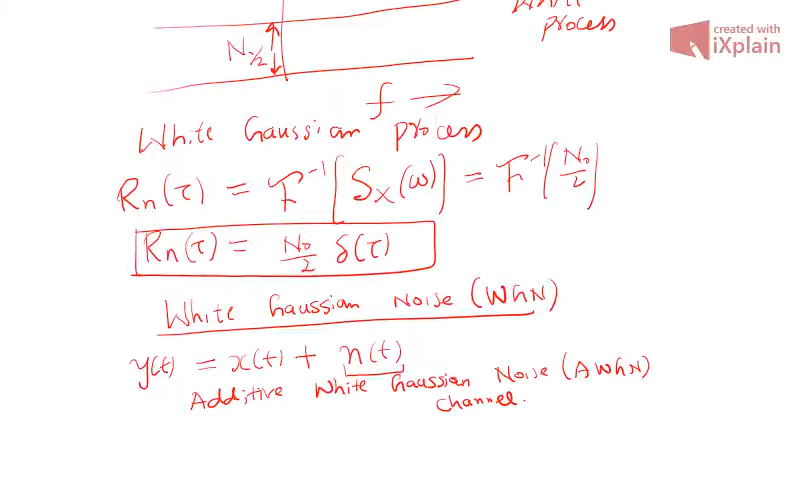 process
created with
iXplain
N₀/2
f →
White Gaussian process
Rn(τ) = F⁻¹[Sx(ω)] = F⁻¹[N₀/2]
Rn(τ) = N₀/2 δ(τ)
White Gaussian Noise (WGN)
y(t) = x(t) + n(t)
Additive White Gaussian Noise (AWGN)
channel.